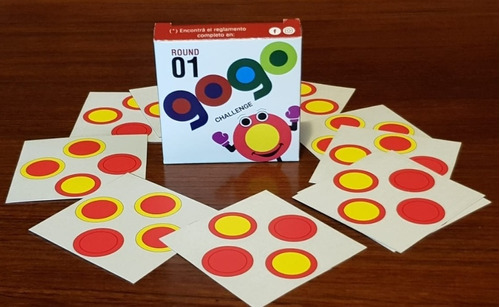 (*) Encontrá el reglamento
completo en:
ROUND
01
gogo
CHALLENGE